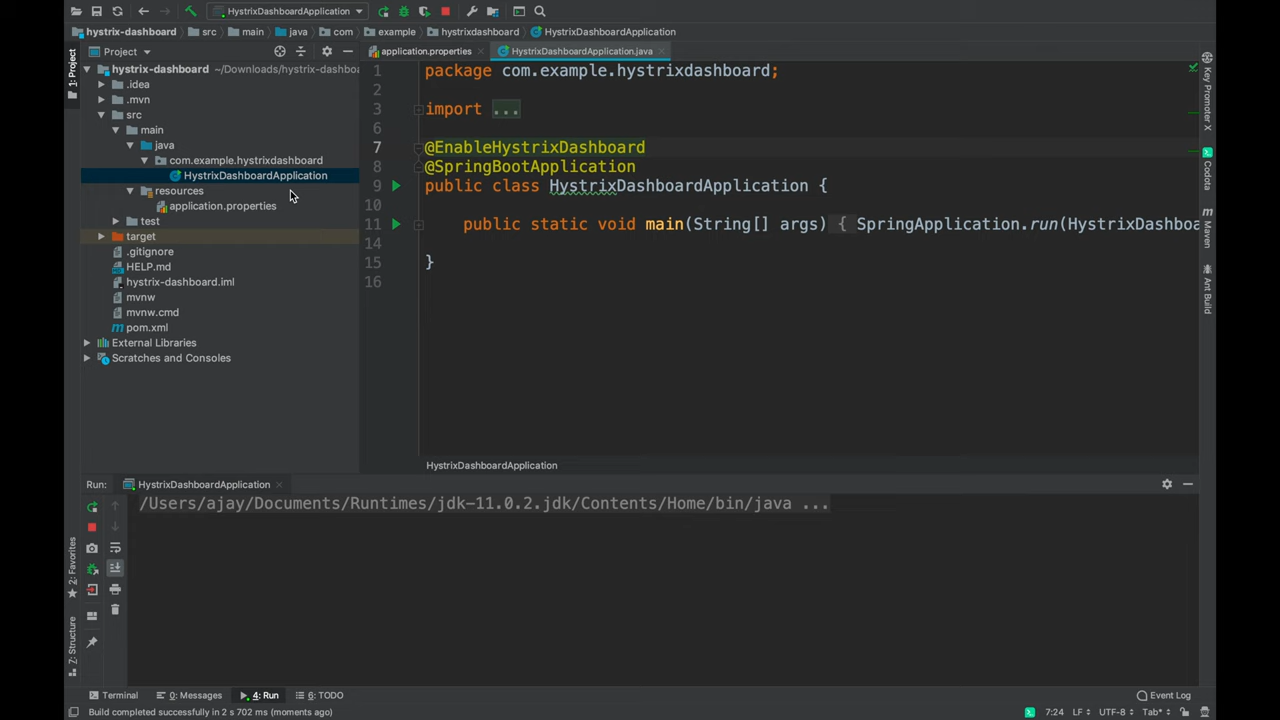 HystrixDashboardApplication
hystrix-dashboard
src
main
java
com
example
hystrixdashboard
HystrixDashboardApplication
1: Project
Project
application.properties
HystrixDashboardApplication.java
hystrix-dashboard ~/Downloads/hystrix-dashboa
.idea
.mvn
src
main
java
com.example.hystrixdashboard
HystrixDashboardApplication
resources
application.properties
test
target
.gitignore
HELP.md
hystrix-dashboard.iml
mvnw
mvnw.cmd
pom.xml
External Libraries
Scratches and Consoles
1 package com.example.hystrixdashboard;
2
3 import ...
6
7 @EnableHystrixDashboard
8 @SpringBootApplication
9 public class HystrixDashboardApplication {
10
11 public static void main(String[] args) { SpringApplication.run(HystrixDashboa
14
15 }
16
HystrixDashboardApplication
Key Promoter X
Codota
Maven
Ant Build
Run: HystrixDashboardApplication
/Users/ajay/Documents/Runtimes/jdk-11.0.2.jdk/Contents/Home/bin/java ...
2: Favorites
7: Structure
Terminal
0: Messages
4: Run
6: TODO
Event Log
Build completed successfully in 2 s 702 ms (moments ago)
7:24 LF UTF-8 Tab*